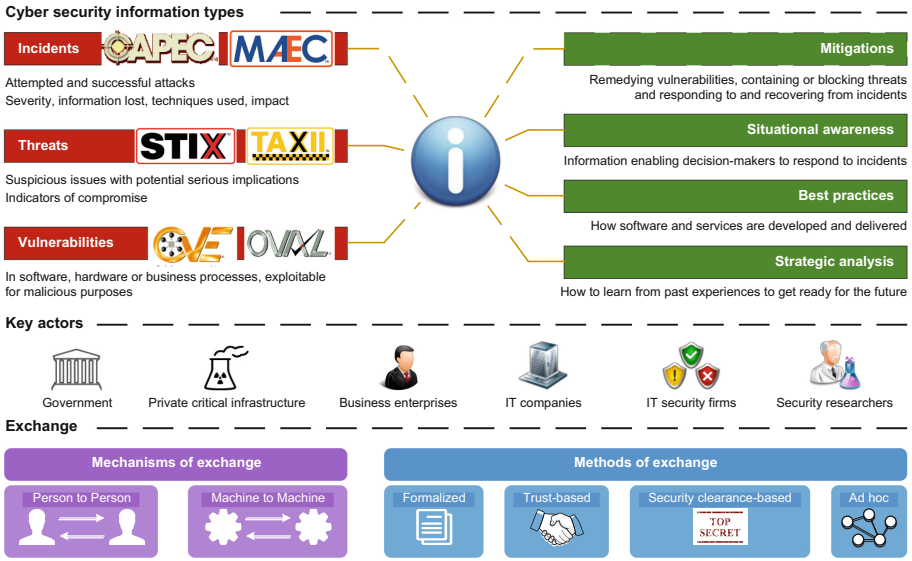 Cyber security information types
Incidents
CAPEC
MAEC
Attempted and successful attacks
Severity, information lost, techniques used, impact
Threats
STIX
TAXII
Suspicious issues with potential serious implications
Indicators of compromise
Vulnerabilities
CVE
OVAL
In software, hardware or business processes, exploitable
for malicious purposes
Mitigations
Remedying vulnerabilities, containing or blocking threats
and responding to and recovering from incidents
Situational awareness
Information enabling decision-makers to respond to incidents
Best practices
How software and services are developed and delivered
Strategic analysis
How to learn from past experiences to get ready for the future
Key actors
Government
Private critical infrastructure
Business enterprises
IT companies
IT security firms
Security researchers
Exchange
Mechanisms of exchange
Person to Person
Machine to Machine
Methods of exchange
Formalized
Trust-based
Security clearance-based
TOP
SECRET
Ad hoc